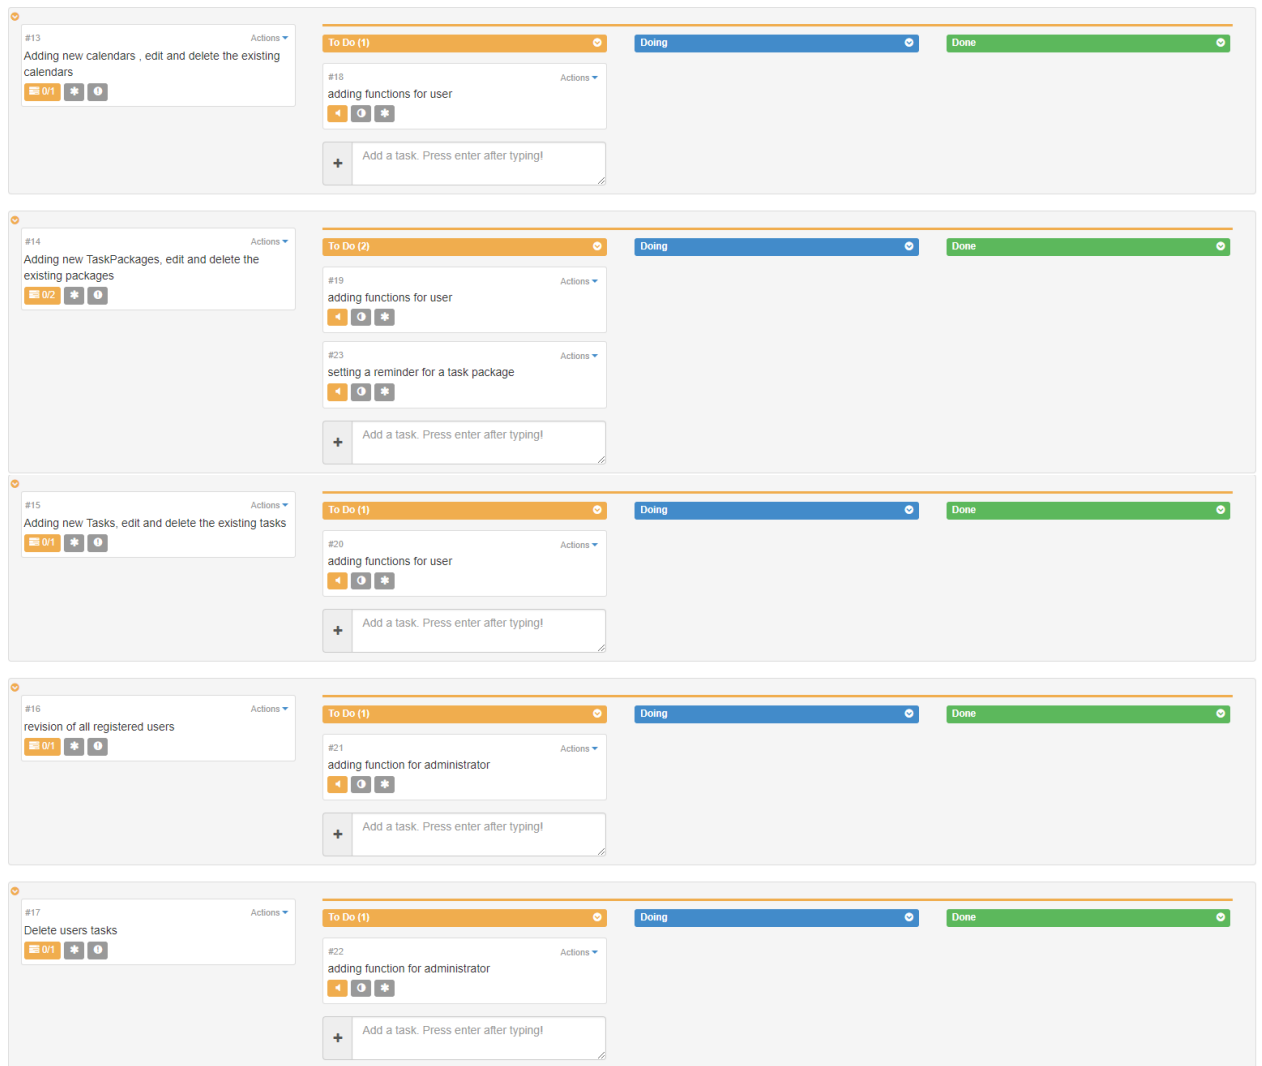 #13 Actions
Adding new calendars , edit and delete the existing
calendars
0/1
To Do (1)
Doing
Done
#18 Actions
adding functions for user
Add a task. Press enter after typing!
#14 Actions
Adding new TaskPackages, edit and delete the
existing packages
0/2
To Do (2)
Doing
Done
#19 Actions
adding functions for user
#23 Actions
setting a reminder for a task package
Add a task. Press enter after typing!
#15 Actions
Adding new Tasks, edit and delete the existing tasks
0/1
To Do (1)
Doing
Done
#20 Actions
adding functions for user
Add a task. Press enter after typing!
#16 Actions
revision of all registered users
0/1
To Do (1)
Doing
Done
#21 Actions
adding function for administrator
Add a task. Press enter after typing!
#17 Actions
Delete users tasks
0/1
To Do (1)
Doing
Done
#22 Actions
adding function for administrator
Add a task. Press enter after typing!